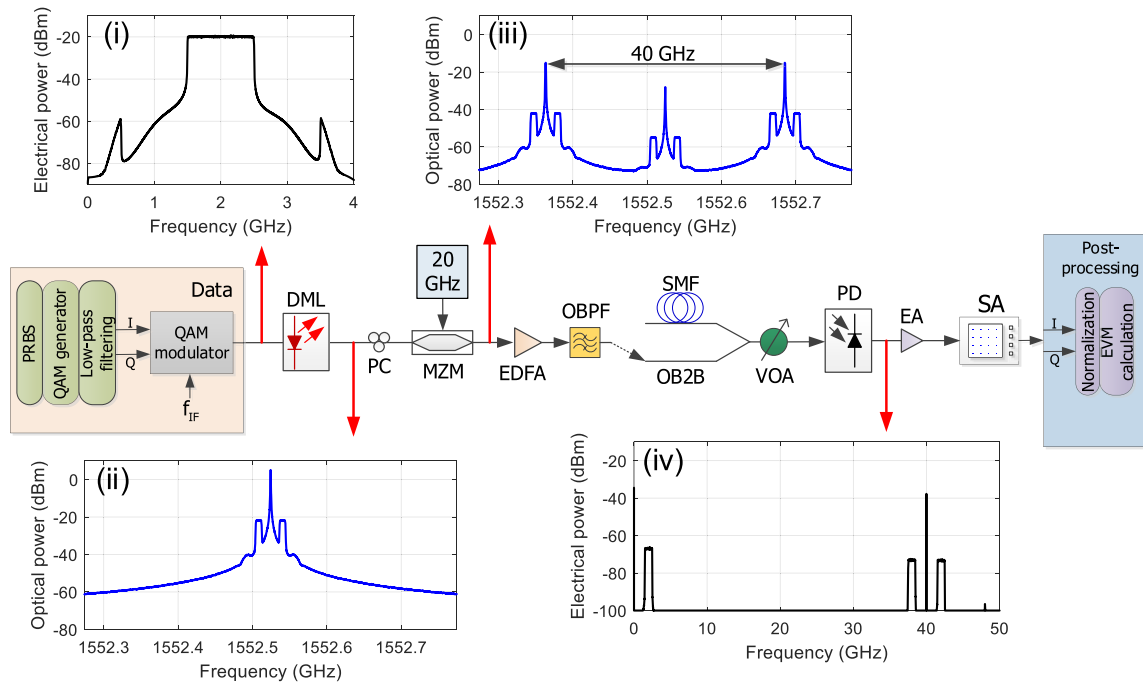 (i)
Electrical power (dBm)
-20
-40
-60
-80
0
1
2
3
4
Frequency (GHz)
(iii)
40 GHz
Optical power (dBm)
0
-20
-40
-60
-80
1552.3
1552.4
1552.5
1552.6
1552.7
Frequency (GHz)
Data
PRBS
QAM generator
Low-pass
filtering
I
Q
QAM
modulator
fIF
DML
PC
20
GHz
MZM
EDFA
OBPF
SMF
OB2B
VOA
PD
EA
SA
Post-
processing
I
Q
Normalization
EVM
calculation
(ii)
Optical power (dBm)
0
-20
-40
-60
-80
1552.3
1552.4
1552.5
1552.6
1552.7
Frequency (GHz)
(iv)
Electrical power (dBm)
-20
-40
-60
-80
-100
0
10
20
30
40
50
Frequency (GHz)